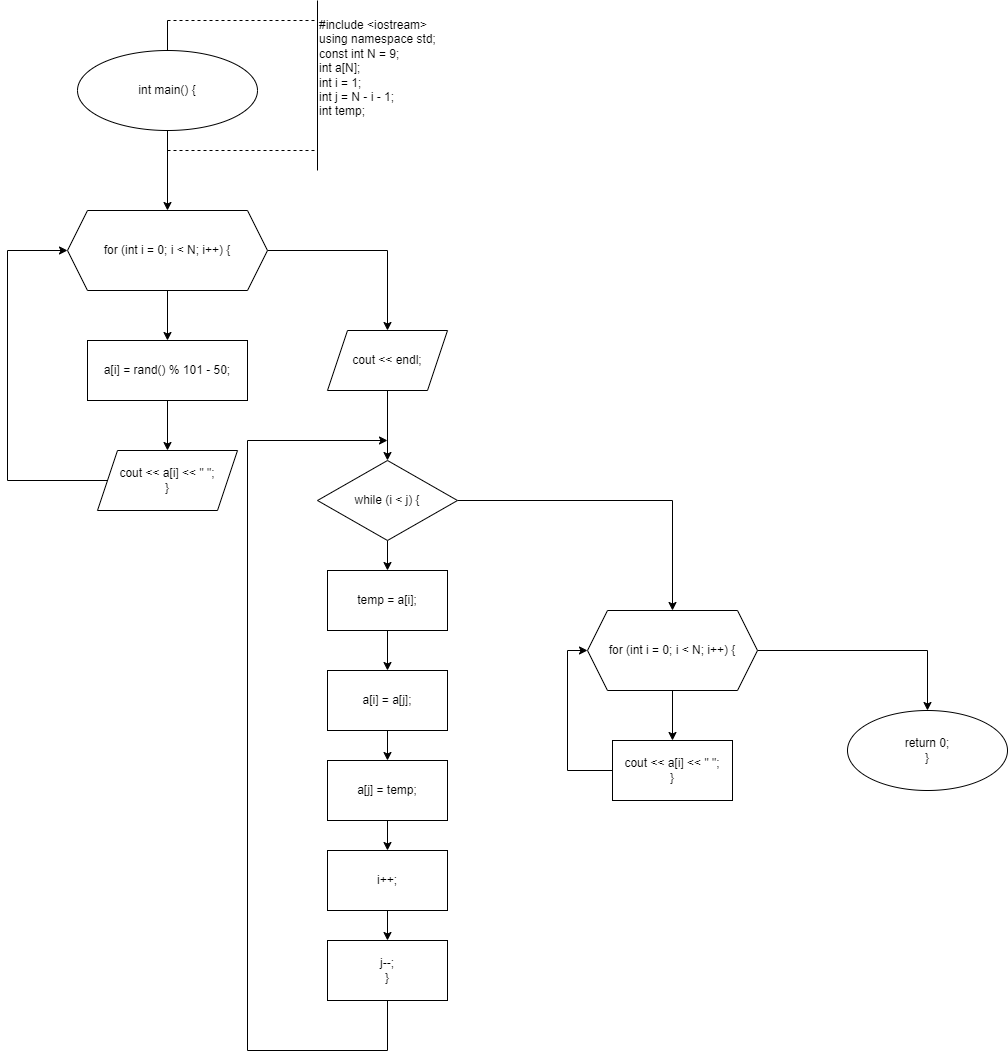 #include <iostream>
using namespace std;
const int N = 9;
int a[N];
int i = 1;
int j = N - i - 1;
int temp;
int main() {
for (int i = 0; i < N; i++) {
a[i] = rand() % 101 - 50;
cout << a[i] << " ";
}
cout << endl;
while (i < j) {
temp = a[i];
a[i] = a[j];
a[j] = temp;
i++;
j--;
}
for (int i = 0; i < N; i++) {
cout << a[i] << " ";
}
return 0;
}